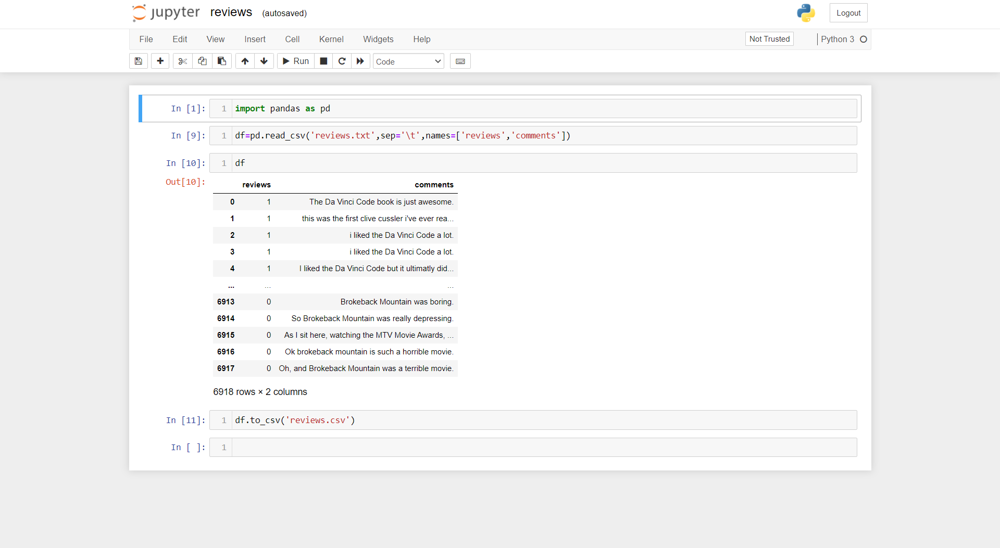 jupyter reviews (autosaved) Logout
File Edit View Insert Cell Kernel Widgets Help Not Trusted Python 3
Run Code
In [1]: 1 import pandas as pd
In [9]: 1 df=pd.read_csv('reviews.txt',sep='\t',names=['reviews','comments'])
In [10]: 1 df
Out[10]:
reviews comments
0 1 The Da Vinci Code book is just awesome.
1 1 this was the first clive cussler i've ever rea...
2 1 i liked the Da Vinci Code a lot.
3 1 i liked the Da Vinci Code a lot.
4 1 I liked the Da Vinci Code but it ultimatly did...
... ... ...
6913 0 Brokeback Mountain was boring.
6914 0 So Brokeback Mountain was really depressing.
6915 0 As I sit here, watching the MTV Movie Awards, ...
6916 0 Ok brokeback mountain is such a horrible movie.
6917 0 Oh, and Brokeback Mountain was a terrible movie.
6918 rows × 2 columns
In [11]: 1 df.to_csv('reviews.csv')
In [ ]: 1